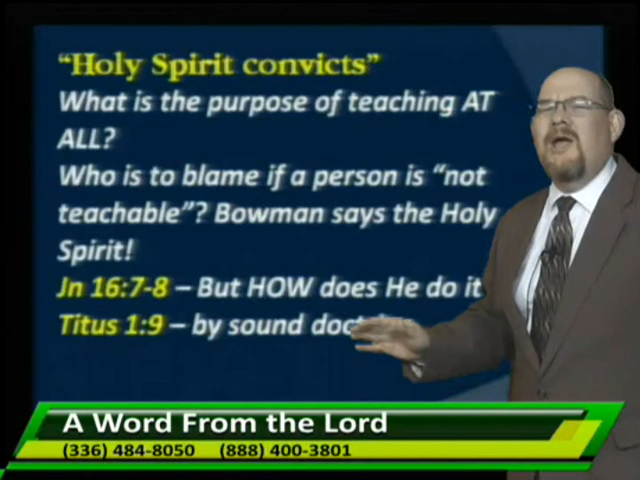 “Holy Spirit convicts”
What is the purpose of teaching AT
ALL?
Who is to blame if a person is “not
teachable”? Bowman says the Holy
Spirit!
Jn 16:7-8 – But HOW does He do it
Titus 1:9 – by sound
A Word From the Lord
(336) 484-8050 (888) 400-3801